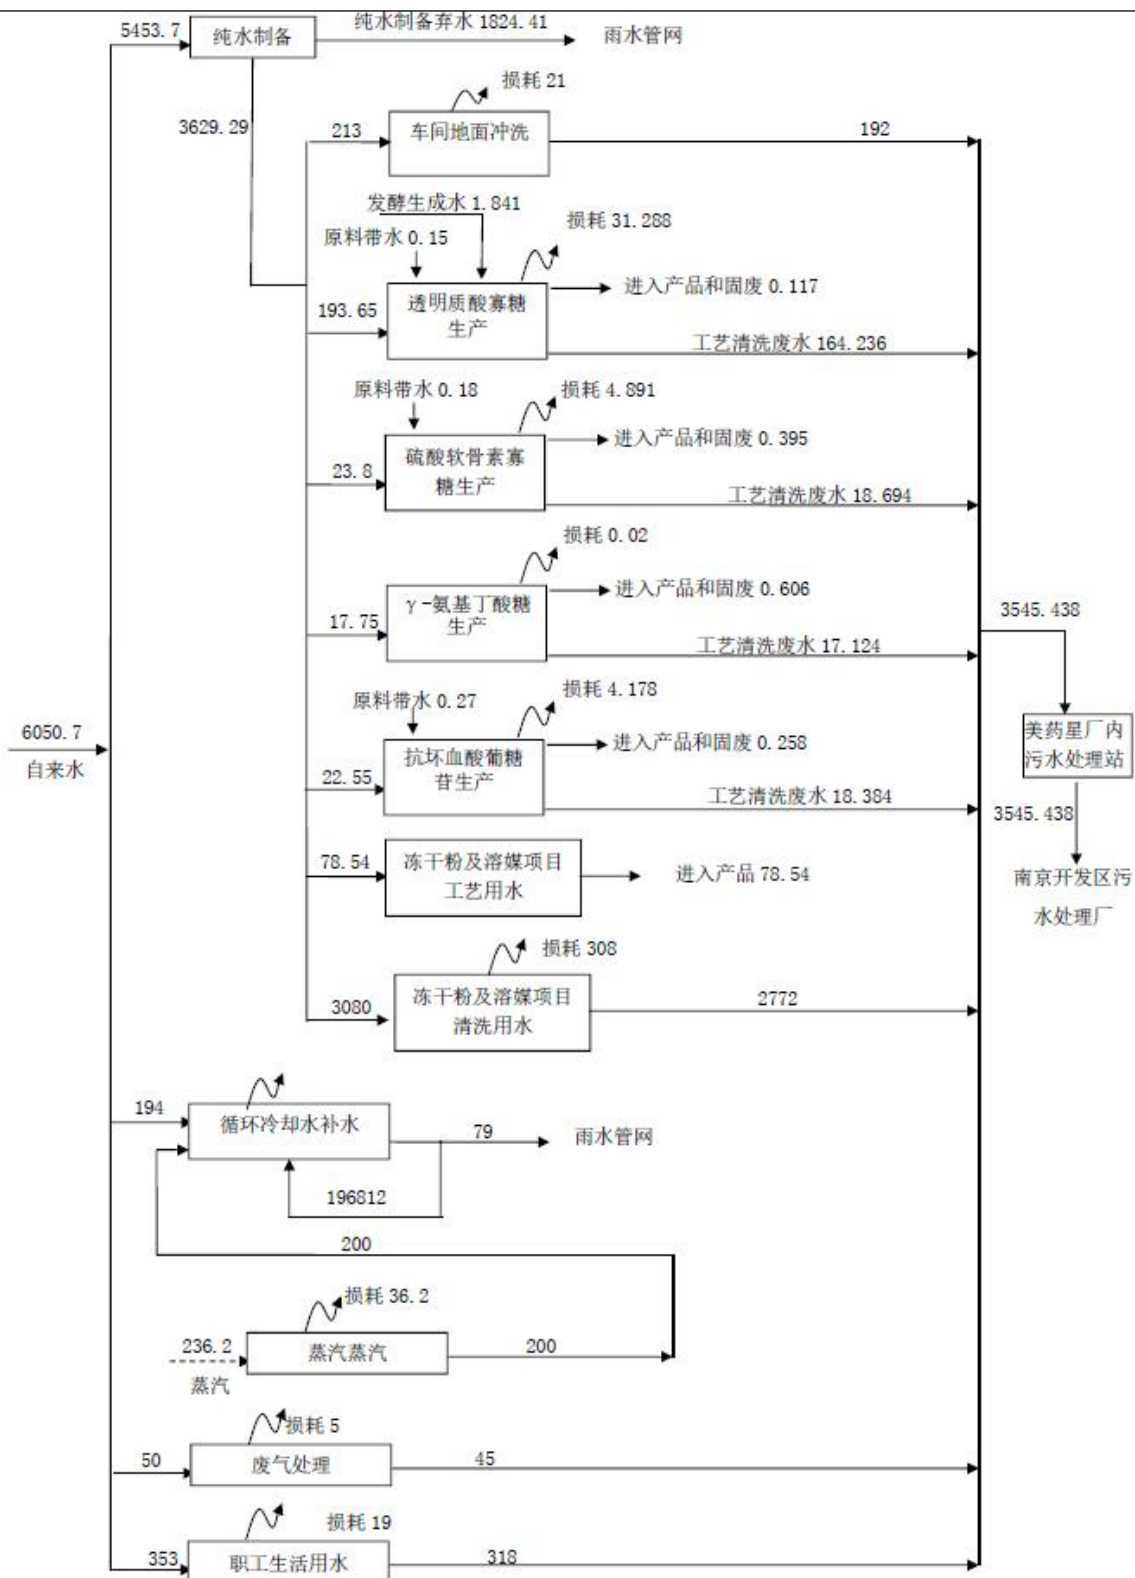 5453.7
纯水制备
纯水制备弃水 1824.41
雨水管网
3629.29
损耗 21
213
车间地面冲洗
192
发酵生成水 1.841
原料带水 0.15
损耗 31.288
193.65
透明质酸寡糖
生产
进入产品和固废 0.117
工艺清洗废水 164.236
原料带水 0.18
损耗 4.891
23.8
硫酸软骨素寡
糖生产
进入产品和固废 0.395
工艺清洗废水 18.694
损耗 0.02
17.75
γ-氨基丁酸糖
生产
进入产品和固废 0.606
工艺清洗废水 17.124
3545.438
原料带水 0.27
损耗 4.178
6050.7
自来水
22.55
抗坏血酸葡糖
苷生产
进入产品和固废 0.258
工艺清洗废水 18.384
美药星厂内
污水处理站
3545.438
南京开发区污
水处理厂
78.54
冻干粉及溶媒项目
工艺用水
进入产品 78.54
损耗 308
3080
冻干粉及溶媒项目
清洗用水
2772
194
循环冷却水补水
79
雨水管网
196812
200
损耗 36.2
236.2
蒸汽
蒸汽蒸汽
200
损耗 5
50
废气处理
45
损耗 19
353
职工生活用水
318